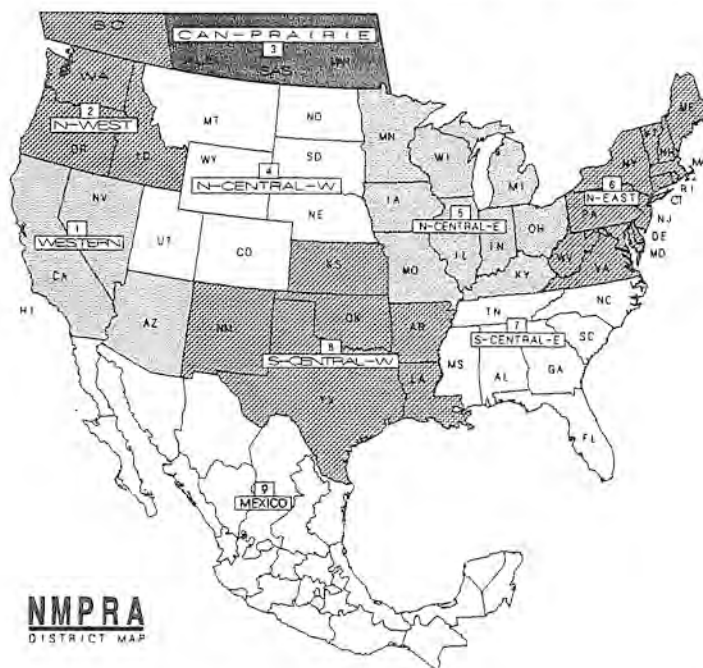 BC
CAN-PRAIRIE
3
SAS
MAN
WA
2
N-WEST
OR
ID
MT
ND
MN
WY
SD
4
N-CENTRAL-W
NE
WI
MI
IA
5
N-CENTRAL-E
IL
IN
OH
MO
KY
ME
VT
NH
NY
MA
RI
CT
6
N-EAST
PA
NJ
DE
MD
WV
VA
NV
1
WESTERN
CA
UT
CO
KS
HI
AZ
NM
OK
AR
8
S-CENTRAL-W
TX
LA
TN
NC
7
S-CENTRAL-E
SC
MS
AL
GA
FL
9
MEXICO
NMPRA
DISTRICT MAP